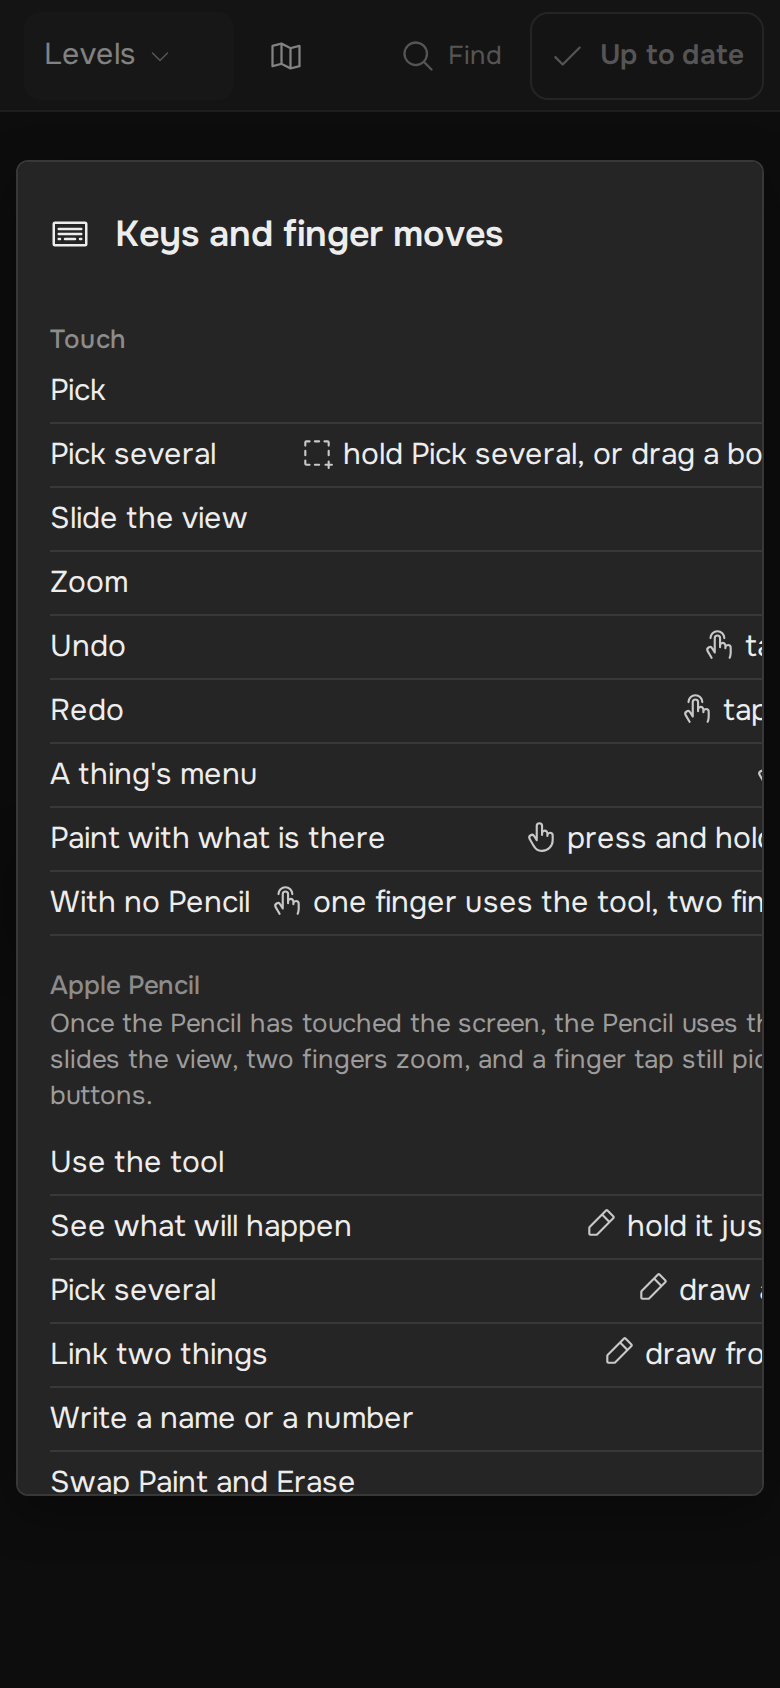 Levels
Find
Up to date
Keys and finger moves
Touch
Pick
Pick several hold Pick several, or drag a
Slide the view
Zoom
Undo
Redo tap
A thing's menu
Paint with what is there press and hold
With no Pencil one finger uses the tool, two
Apple Pencil
Once the Pencil has touched the screen, the Pencil uses
slides the view, two fingers zoom, and a finger tap still
buttons.
Use the tool
See what will happen hold it
Pick several draw
Link two things draw
Write a name or a number
Swap Paint and Erase